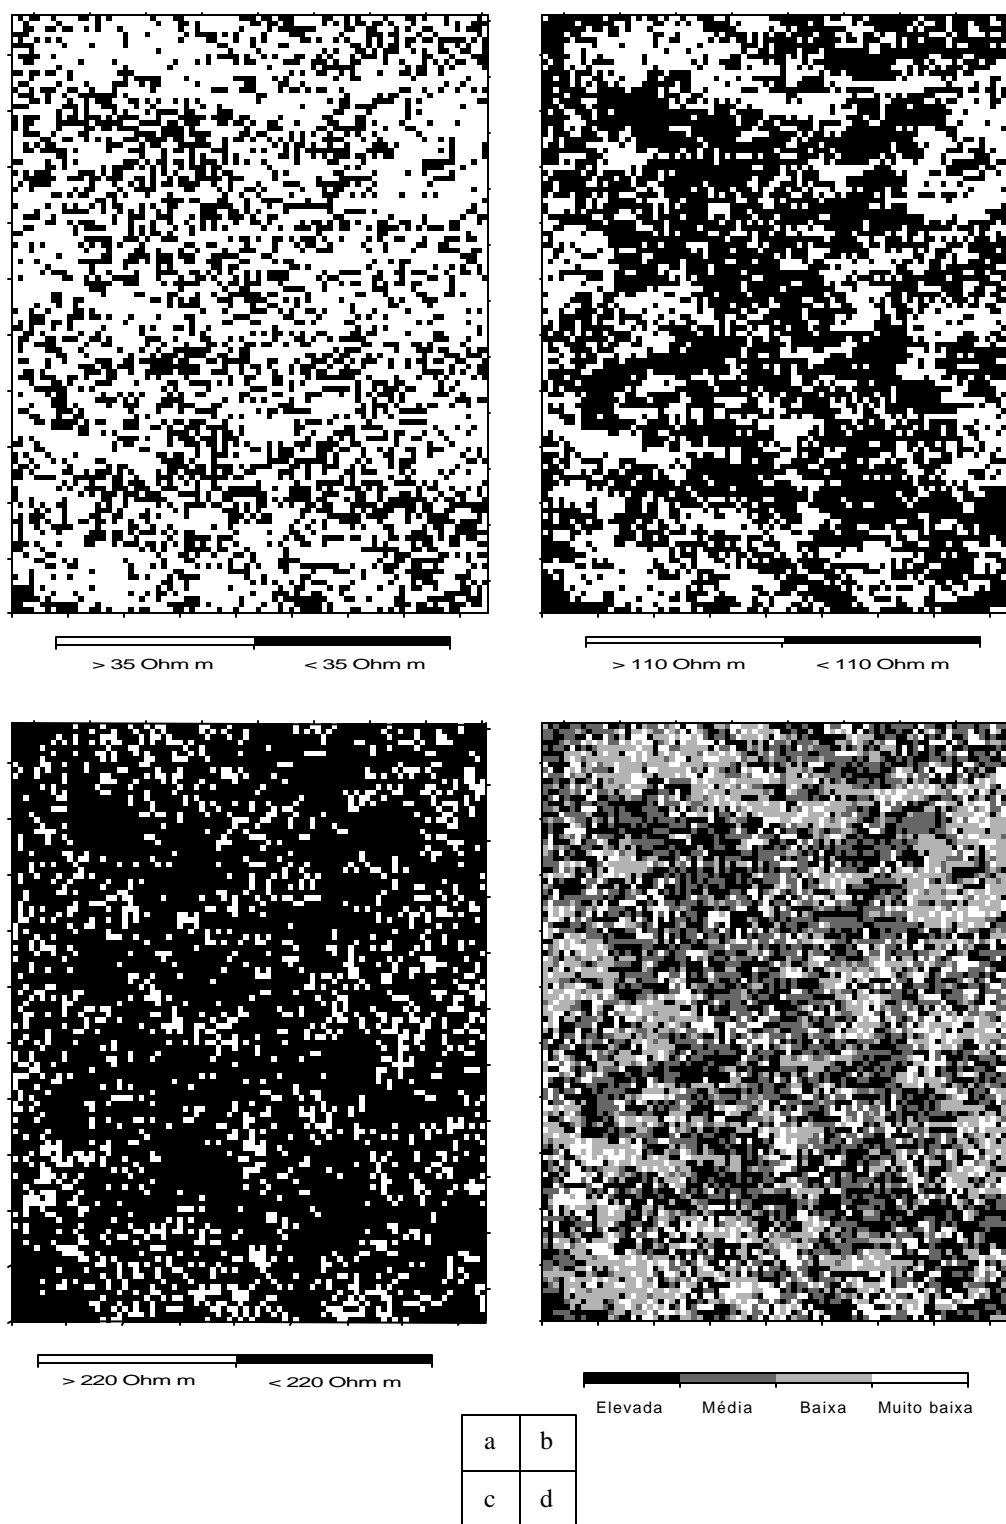 > 35 Ohm m < 35 Ohm m
> 110 Ohm m < 110 Ohm m
> 220 Ohm m < 220 Ohm m
Elevada Média Baixa Muito baixa
a b
c d